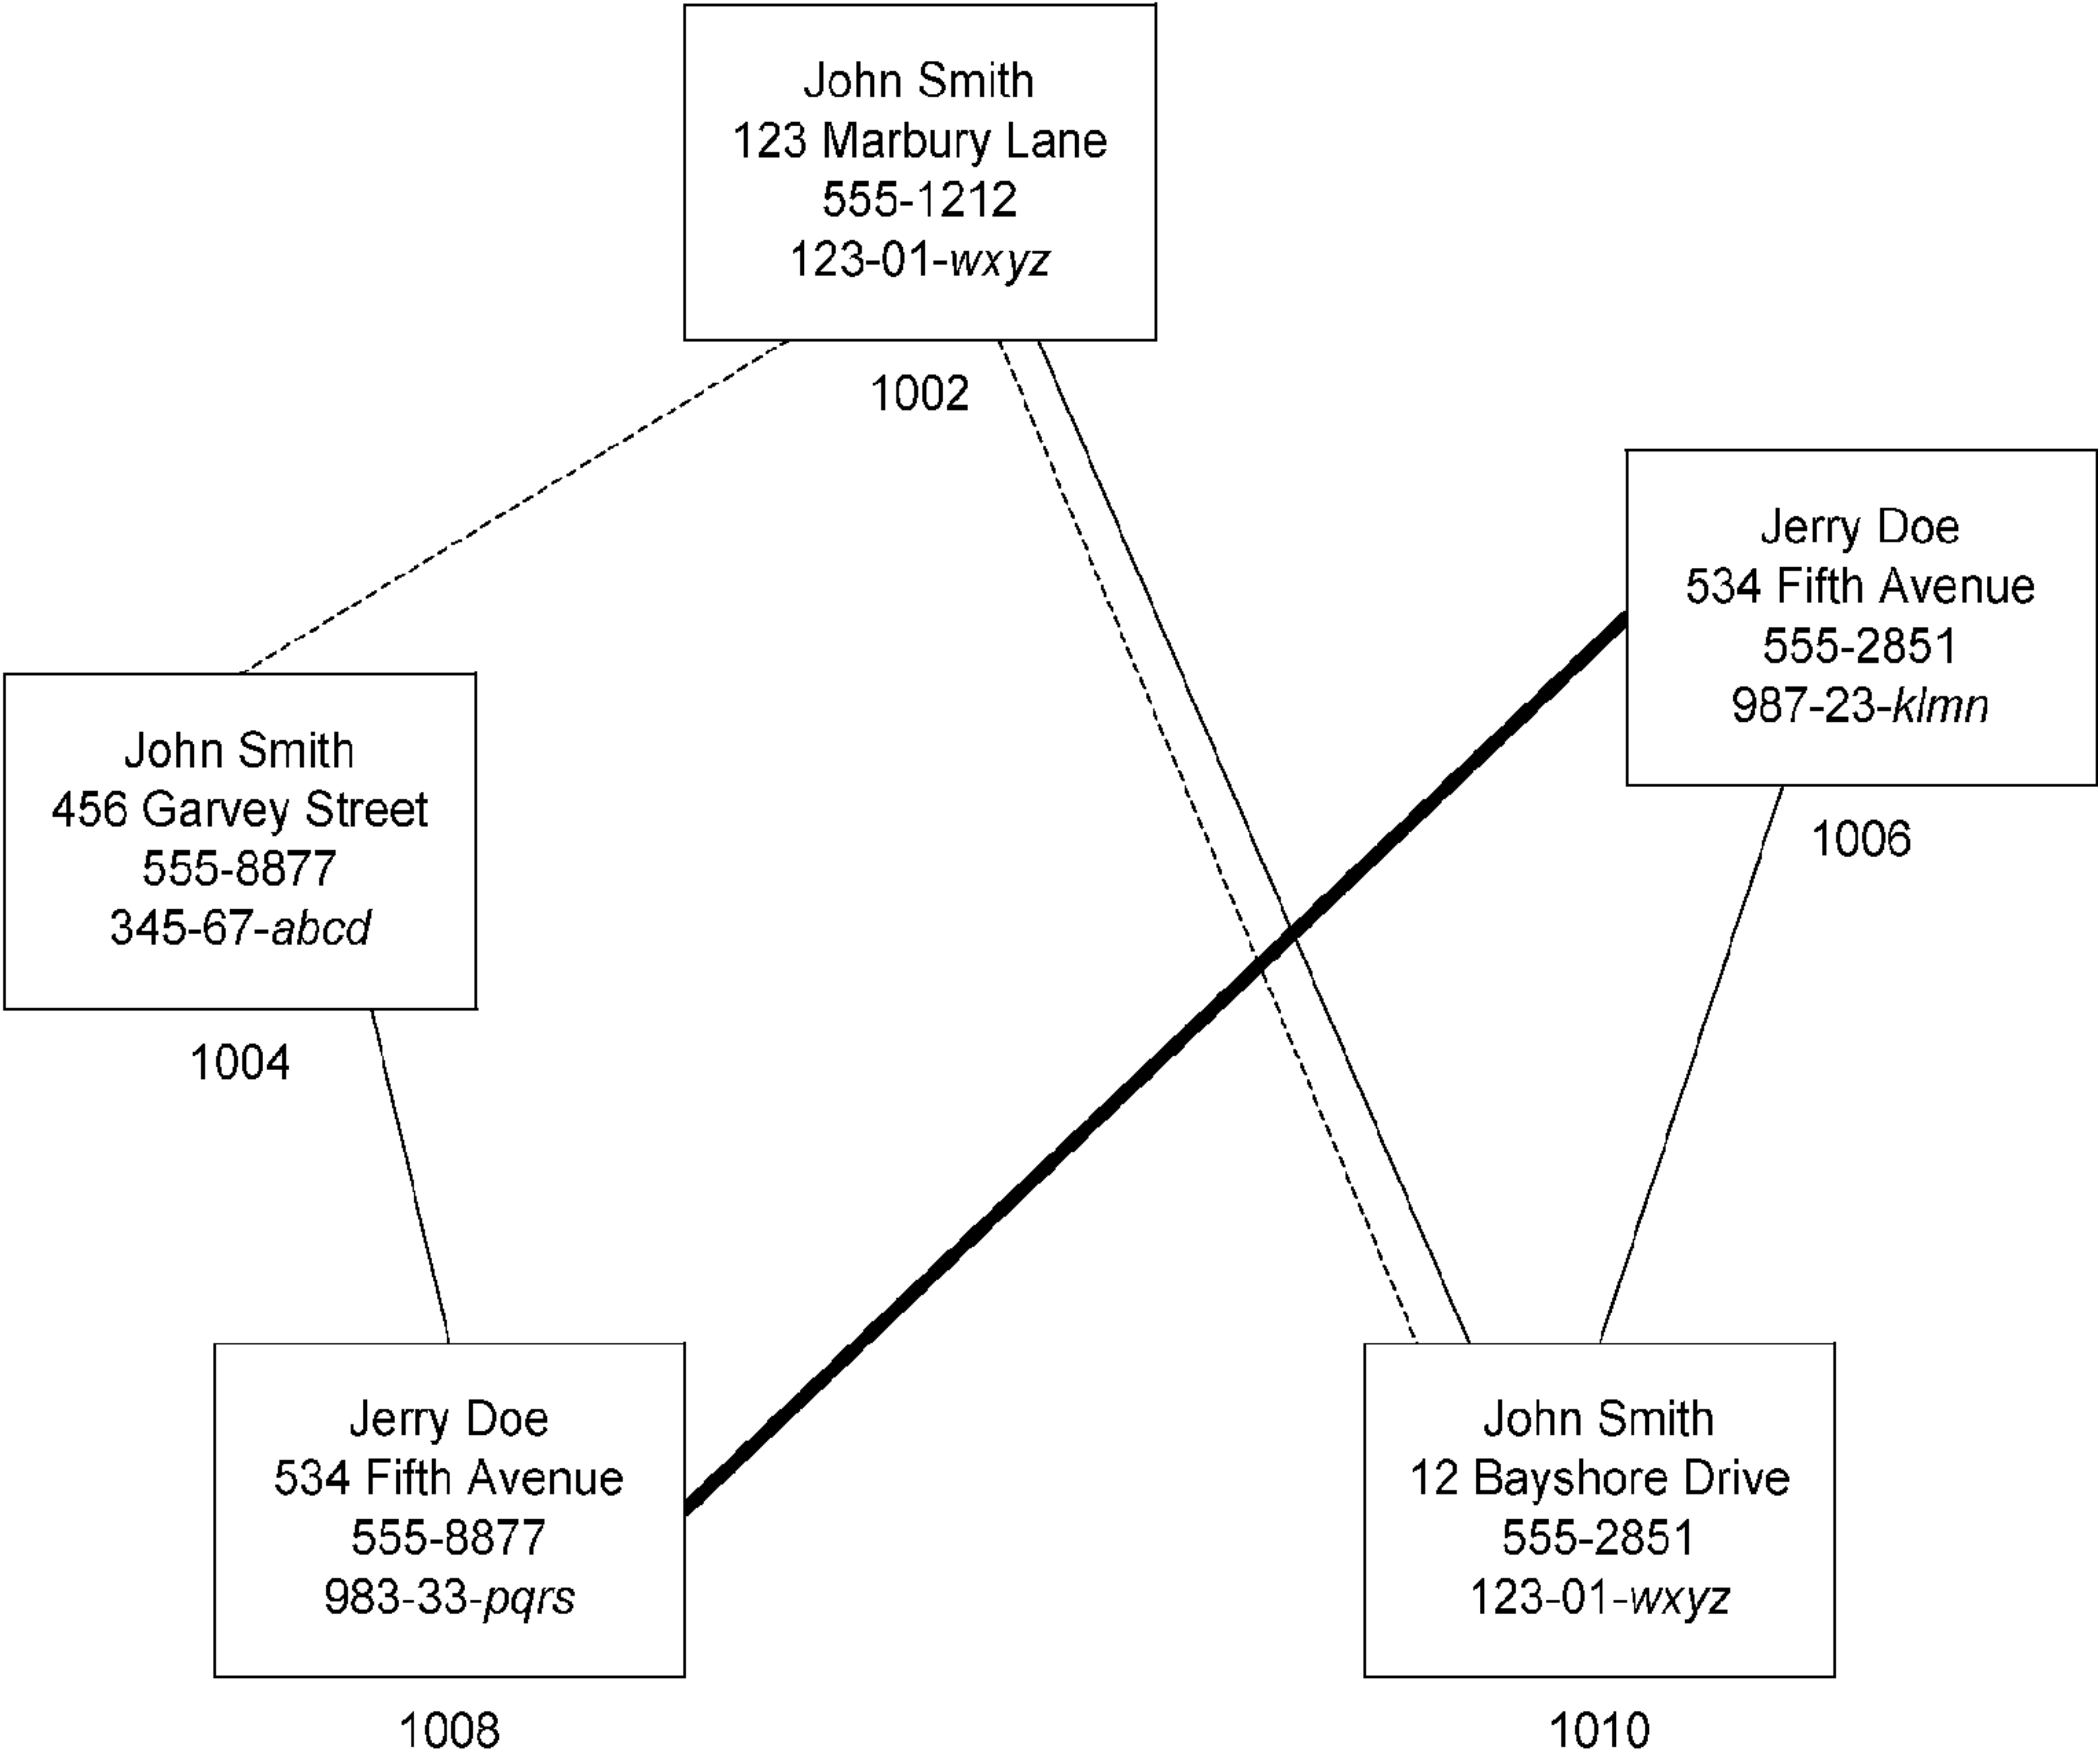 John Smith
123 Marbury Lane
555-1212
123-01-wxyz
1002
Jerry Doe
534 Fifth Avenue
555-2851
987-23-klmn
1006
John Smith
456 Garvey Street
555-8877
345-67-abcd
1004
Jerry Doe
534 Fifth Avenue
555-8877
983-33-pqrs
1008
John Smith
12 Bayshore Drive
555-2851
123-01-wxyz
1010